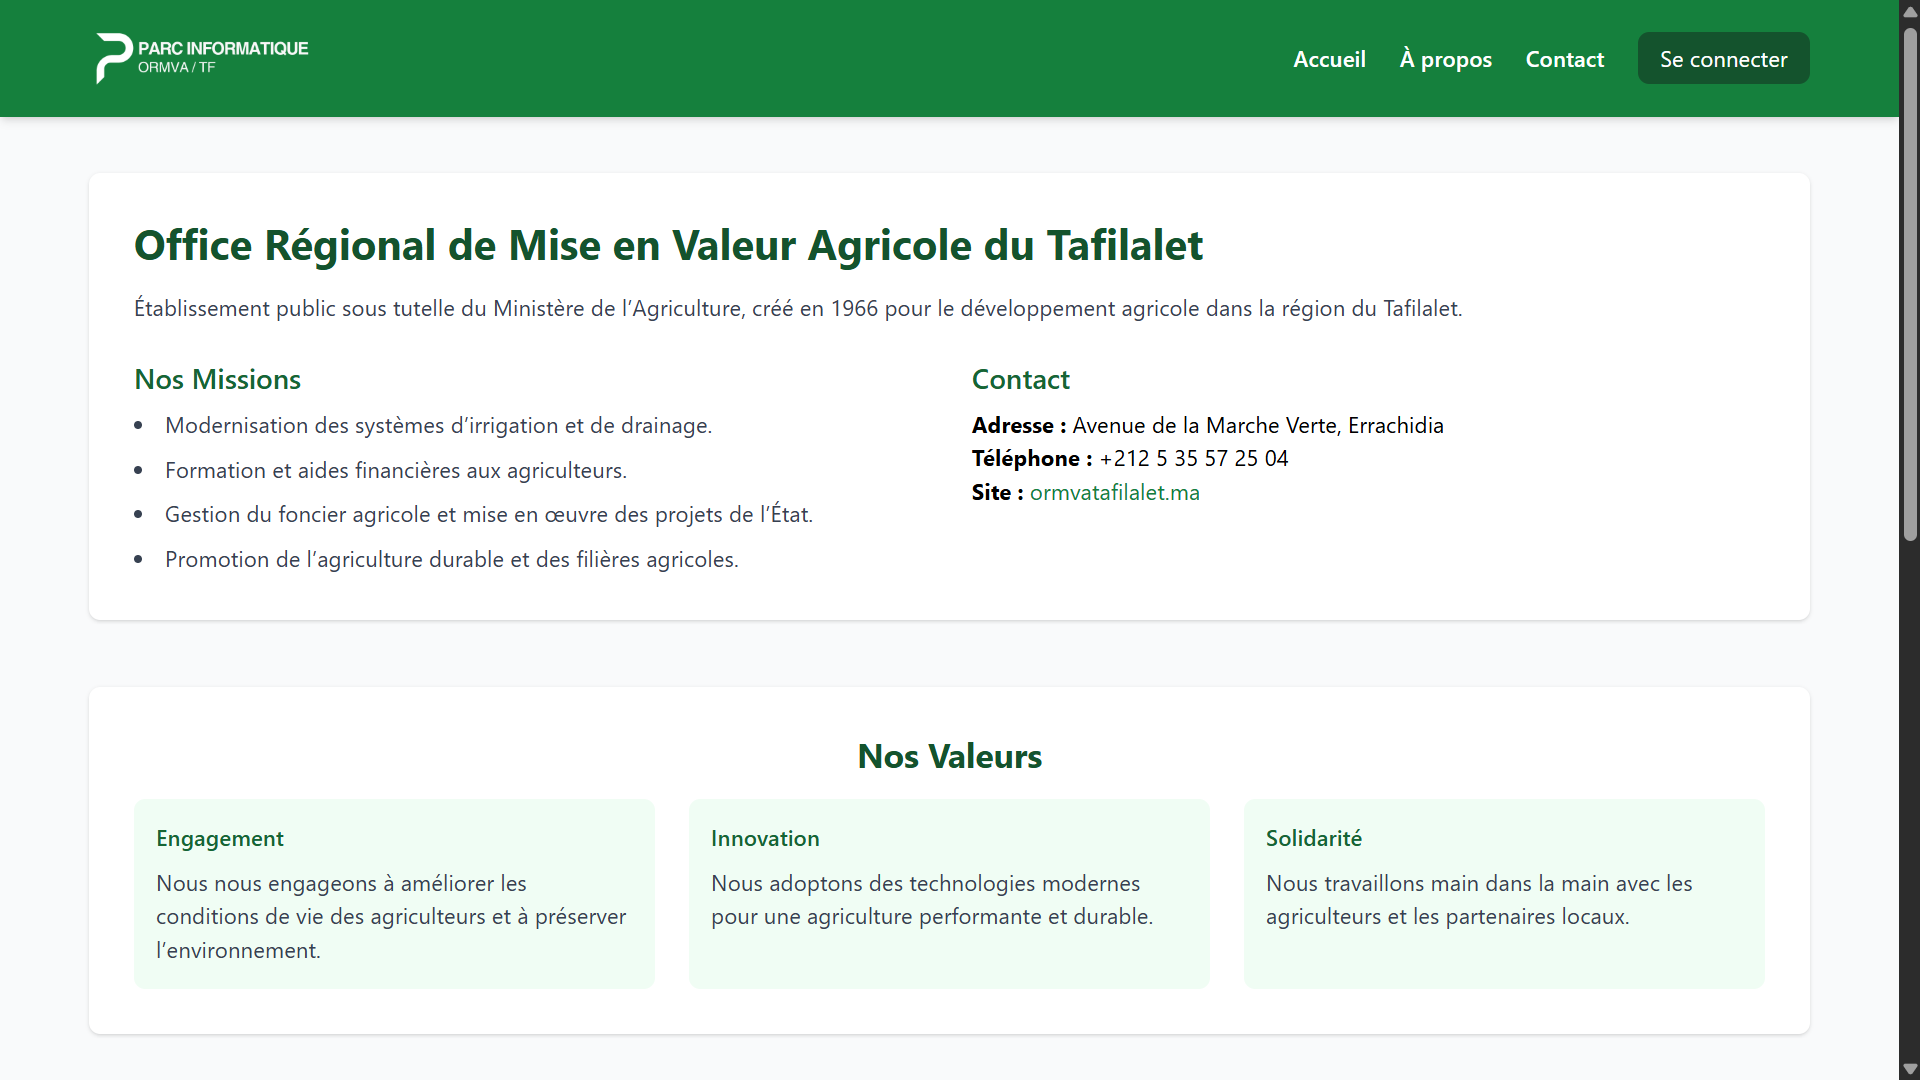 PARC INFORMATIQUE
ORMVA / TF
Accueil
À propos
Contact
Se connecter
Office Régional de Mise en Valeur Agricole du Tafilalet
Établissement public sous tutelle du Ministère de l’Agriculture, créé en 1966 pour le développement agricole dans la région du Tafilalet.
Nos Missions
• Modernisation des systèmes d’irrigation et de drainage.
• Formation et aides financières aux agriculteurs.
• Gestion du foncier agricole et mise en œuvre des projets de l’État.
• Promotion de l’agriculture durable et des filières agricoles.
Contact
Adresse : Avenue de la Marche Verte, Errachidia
Téléphone : +212 5 35 57 25 04
Site : ormvatafilalet.ma
Nos Valeurs
Engagement
Nous nous engageons à améliorer les
conditions de vie des agriculteurs et à préserver
l’environnement.
Innovation
Nous adoptons des technologies modernes
pour une agriculture performante et durable.
Solidarité
Nous travaillons main dans la main avec les
agriculteurs et les partenaires locaux.